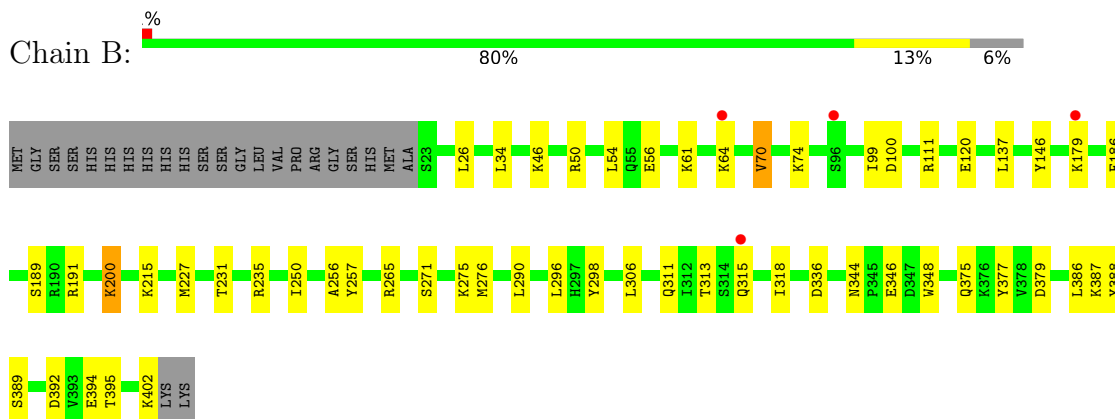 .%
Chain B:
80% 13% 6%
MET GLY SER SER HIS HIS HIS HIS HIS HIS SER SER GLY LEU VAL PRO ARG GLY SER HIS MET ALA S23 L26 L34 K46 R50 L54 Q55 E56 K61 K64 V70 K74 S96 I99 D100 R111 E120 L137 Y146 K179
S189 R190 R191 K200 K215 M227 T231 R235 I250 A256 Y257 R265 S271 K275 M276 L290 L296 H297 Y298 L306 Q311 I312 T313 S314 Q315 I318 D336 N344 P345 E346 D347 W348 Q375 K376 Y377 V378 D379 L386 K387
S389 D392 V393 E394 T395 K402 LYS LYS